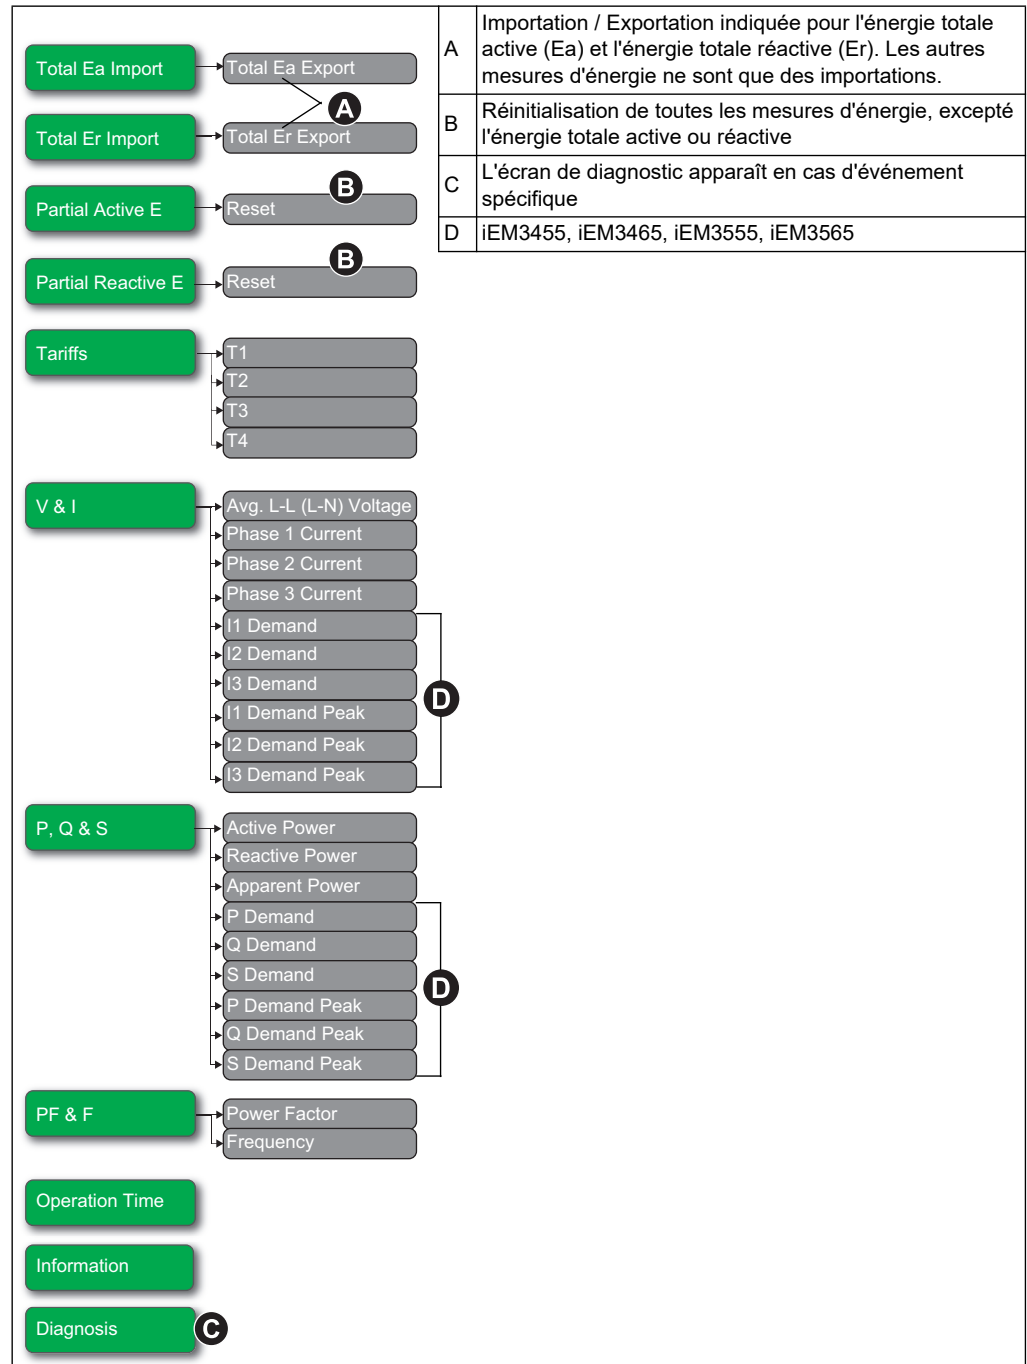 Total Ea Import
Total Ea Export
A
Total Er Import
Total Er Export
Partial Active E
B
Reset
Partial Reactive E
B
Reset
Tariffs
T1
T2
T3
T4
V & I
Avg. L-L (L-N) Voltage
Phase 1 Current
Phase 2 Current
Phase 3 Current
I1 Demand
I2 Demand
I3 Demand
I1 Demand Peak
I2 Demand Peak
I3 Demand Peak
D
P, Q & S
Active Power
Reactive Power
Apparent Power
P Demand
Q Demand
S Demand
P Demand Peak
Q Demand Peak
S Demand Peak
D
PF & F
Power Factor
Frequency
Operation Time
Information
Diagnosis
C
A
Importation / Exportation indiquée pour l'énergie totale
active (Ea) et l'énergie totale réactive (Er). Les autres
mesures d'énergie ne sont que des importations.
B
Réinitialisation de toutes les mesures d'énergie, excepté
l'énergie totale active ou réactive
C
L'écran de diagnostic apparaît en cas d'événement
spécifique
D
iEM3455, iEM3465, iEM3555, iEM3565